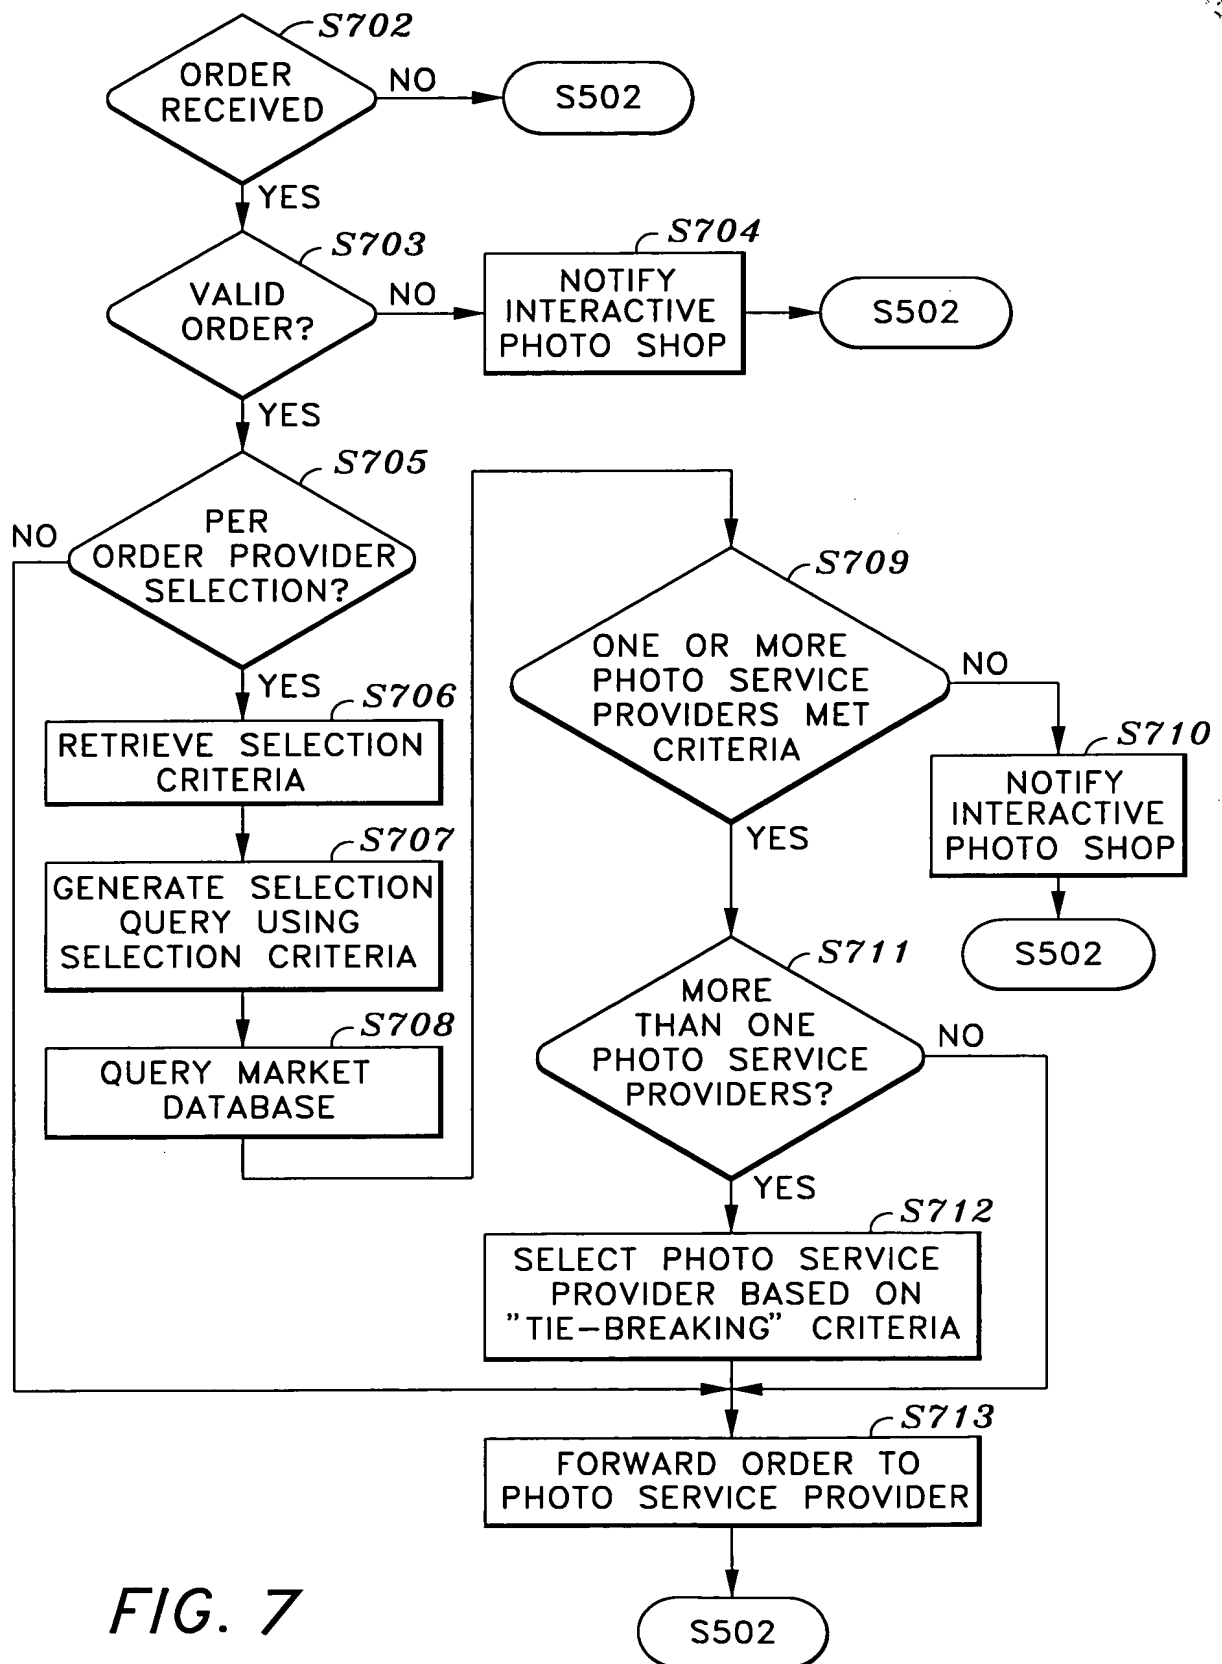 S702
ORDER
RECEIVED
NO
S502
YES
S703
VALID
ORDER?
NO
S704
NOTIFY
INTERACTIVE
PHOTO SHOP
S502
YES
S705
PER
ORDER PROVIDER
SELECTION?
NO
YES
S706
RETRIEVE SELECTION
CRITERIA
S707
GENERATE SELECTION
QUERY USING
SELECTION CRITERIA
S708
QUERY MARKET
DATABASE
S709
ONE OR MORE
PHOTO SERVICE
PROVIDERS MET
CRITERIA
NO
S710
NOTIFY
INTERACTIVE
PHOTO SHOP
S502
YES
S711
MORE
THAN ONE
PHOTO SERVICE
PROVIDERS?
NO
YES
S712
SELECT PHOTO SERVICE
PROVIDER BASED ON
"TIE-BREAKING" CRITERIA
S713
FORWARD ORDER TO
PHOTO SERVICE PROVIDER
S502
FIG. 7